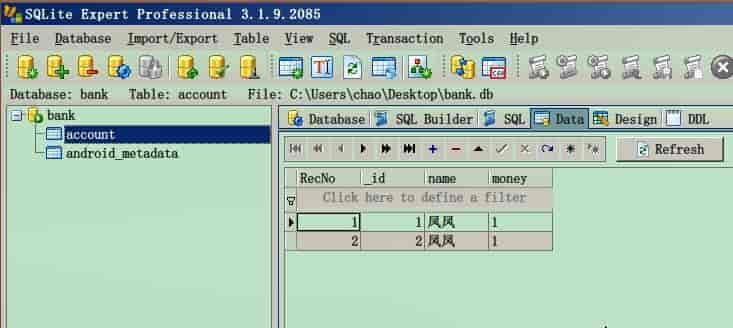 SQLite Expert Professional 3.1.9.2085
File Database Import/Export Table View SQL Transaction Tools Help
Database: bank Table: account File: C:\Users\chao\Desktop\bank.db
bank
account
android_metadata
Database SQL Builder SQL Data Design DDL
Refresh
RecNo _id name money
Click here to define a filter
1 1 凤凤 1
2 2 凤凤 1